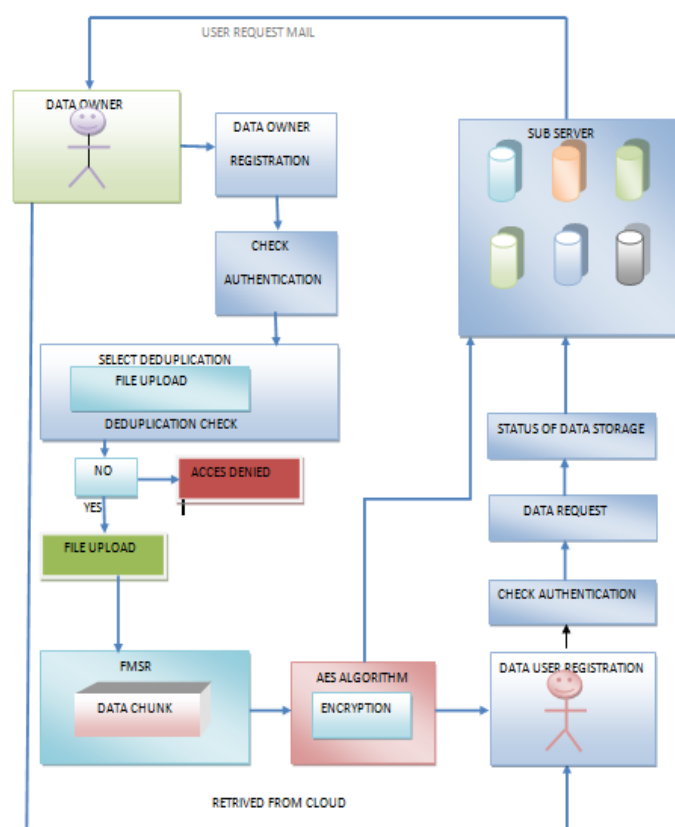 USER REQUEST MAIL
DATA OWNER
DATA OWNER
REGISTRATION
CHECK
AUTHENTICATION
SELECT DEDUPLICATION
FILE UPLOAD
DEDUPLICATION CHECK
NO
ACCES DENIED
YES
FILE UPLOAD
FMSR
DATA CHUNK
AES ALGORITHM
ENCRYPTION
SUB SERVER
STATUS OF DATA STORAGE
DATA REQUEST
CHECK AUTHENTICATION
DATA USER REGISTRATION
RETRIVED FROM CLOUD